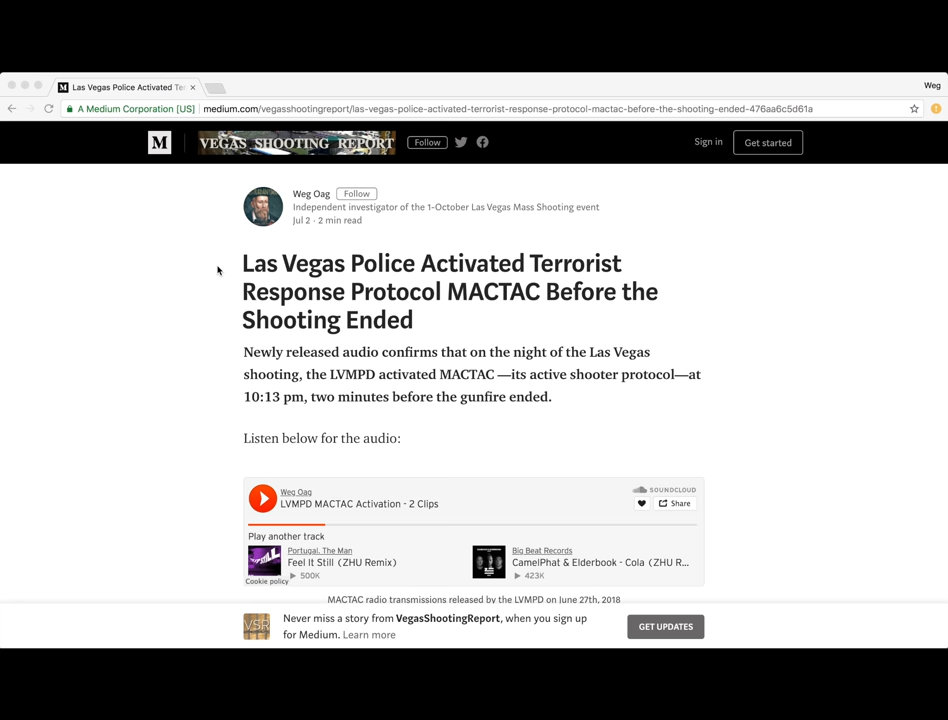 Las Vegas Police Activated Ter
Weg
A Medium Corporation [US]
medium.com/vegasshootingreport/las-vegas-police-activated-terrorist-response-protocol-mactac-before-the-shooting-ended-476aa6c5d61a
M
VEGAS SHOOTING REPORT
Follow
Sign in
Get started
Weg Oag
Follow
Independent investigator of the 1-October Las Vegas Mass Shooting event
Jul 2 · 2 min read
Las Vegas Police Activated Terrorist
Response Protocol MACTAC Before the
Shooting Ended
Newly released audio confirms that on the night of the Las Vegas
shooting, the LVMPD activated MACTAC —its active shooter protocol—at
10:13 pm, two minutes before the gunfire ended.
Listen below for the audio:
Weg Oag
SOUNDCLOUD
LVMPD MACTAC Activation - 2 Clips
Share
Play another track
Portugal. The Man
Feel It Still (ZHU Remix)
500K
Big Beat Records
CamelPhat & Elderbook - Cola (ZHU R...
423K
Cookie policy
MACTAC radio transmissions released by the LVMPD on June 27th, 2018
VSR
Never miss a story from VegasShootingReport, when you sign up
for Medium. Learn more
GET UPDATES